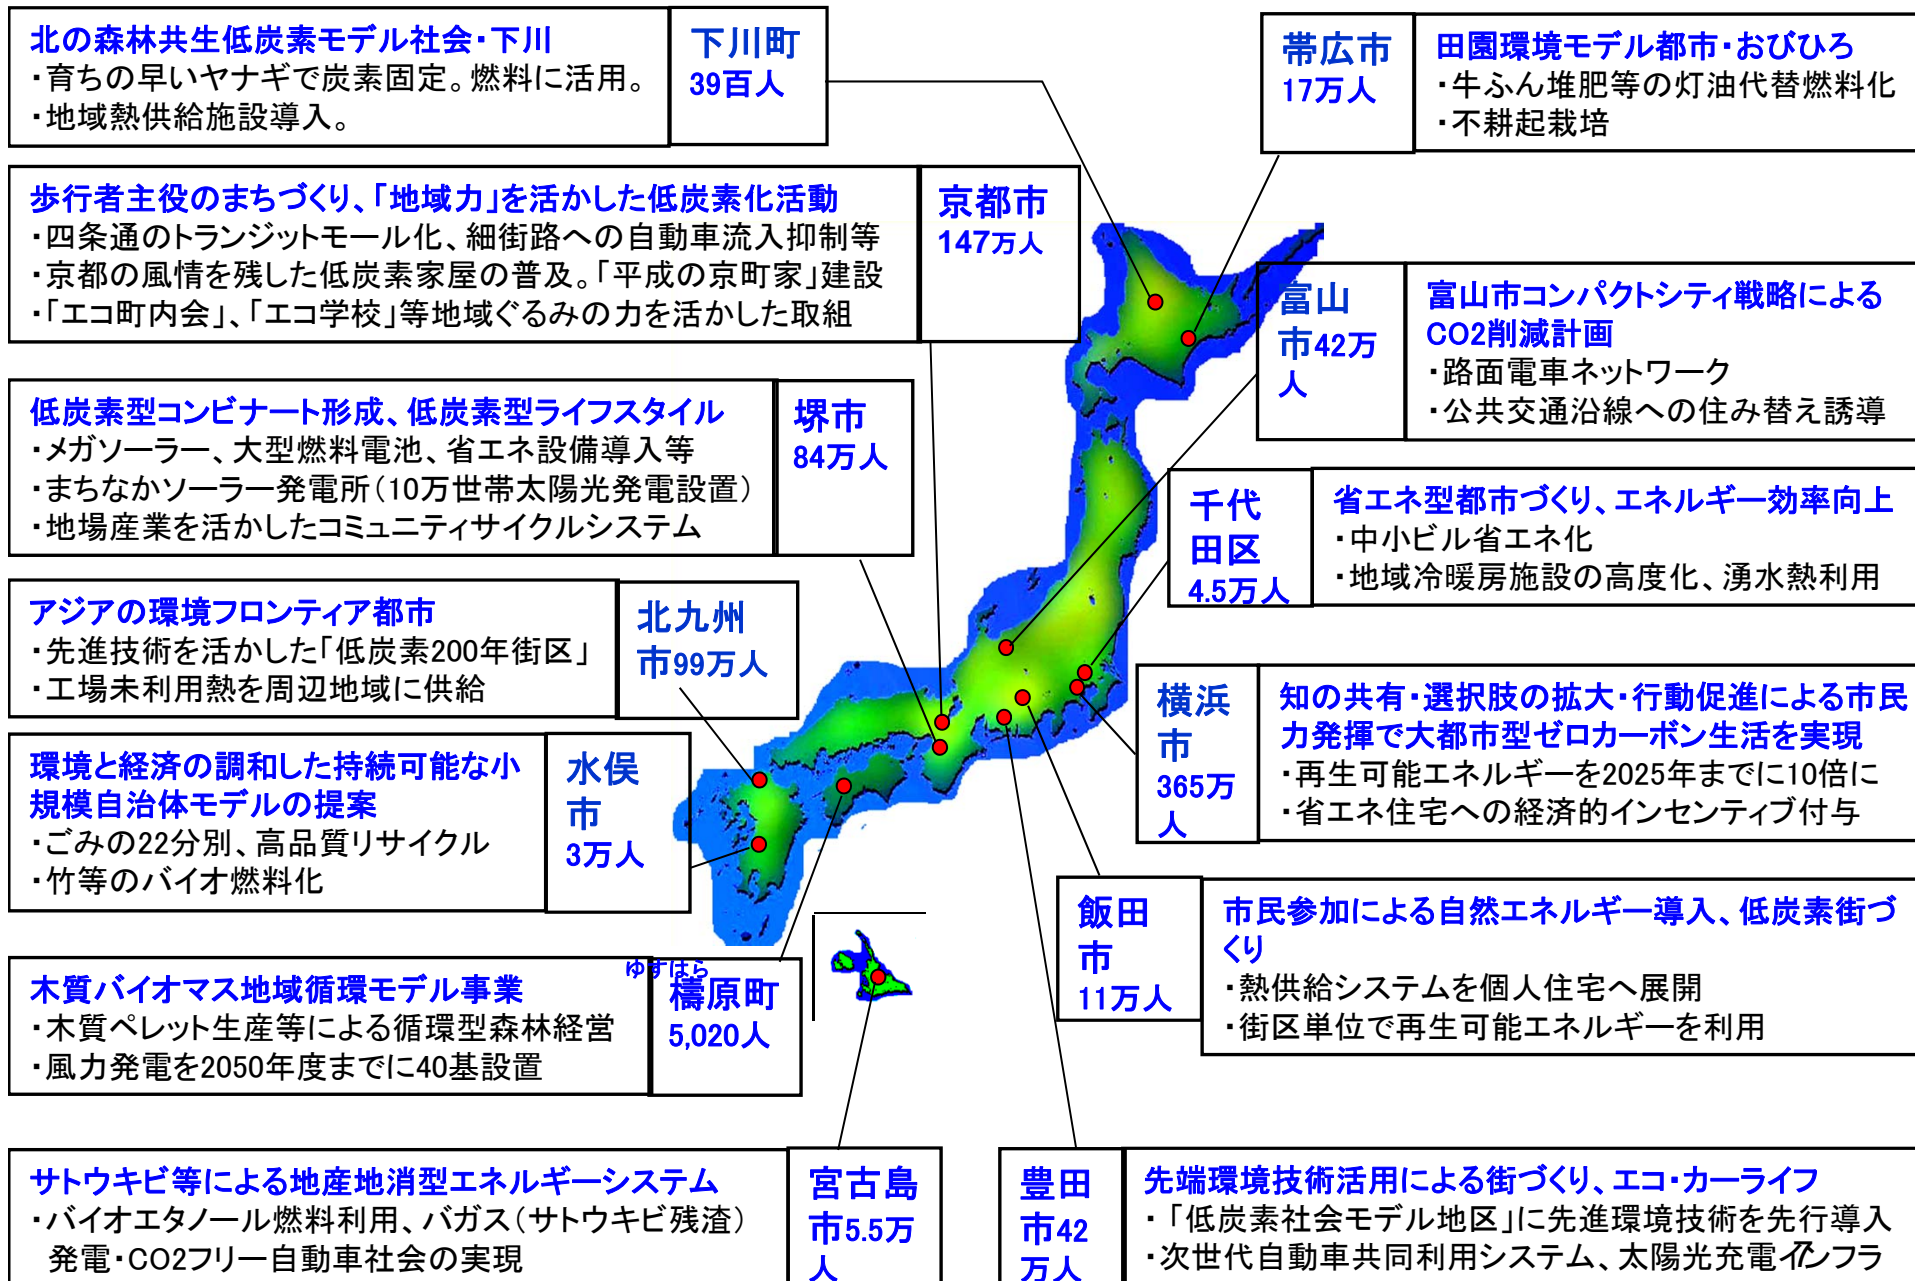 北の森林共生低炭素モデル社会・下川
・育ちの早いヤナギで炭素固定。燃料に活用。
・地域熱供給施設導入。
下川町
39百人
帯広市
17万人
田園環境モデル都市・おびひろ
・牛ふん堆肥等の灯油代替燃料化
・不耕起栽培
歩行者主役のまちづくり、「地域力」を活かした低炭素化活動
・四条通のトランジットモール化、細街路への自動車流入抑制等
・京都の風情を残した低炭素家屋の普及。「平成の京町家」建設
・「エコ町内会」、「エコ学校」等地域ぐるみの力を活かした取組
京都市
147万人
富山
市42万
人
富山市コンパクトシティ戦略による
CO2削減計画
・路面電車ネットワーク
・公共交通沿線への住み替え誘導
低炭素型コンビナート形成、低炭素型ライフスタイル
・メガソーラー、大型燃料電池、省エネ設備導入等
・まちなかソーラー発電所(10万世帯太陽光発電設置)
・地場産業を活かしたコミュニティサイクルシステム
堺市
84万人
千代
田区
4.5万人
省エネ型都市づくり、エネルギー効率向上
・中小ビル省エネ化
・地域冷暖房施設の高度化、湧水熱利用
アジアの環境フロンティア都市
・先進技術を活かした「低炭素200年街区」
・工場未利用熱を周辺地域に供給
北九州
市99万人
横浜
市
365万
人
知の共有・選択肢の拡大・行動促進による市民
力発揮で大都市型ゼロカーボン生活を実現
・再生可能エネルギーを2025年までに10倍に
・省エネ住宅への経済的インセンティブ付与
環境と経済の調和した持続可能な小
規模自治体モデルの提案
・ごみの22分別、高品質リサイクル
・竹等のバイオ燃料化
水俣
市
3万人
飯田
市
11万人
市民参加による自然エネルギー導入、低炭素街づ
くり
・熱供給システムを個人住宅へ展開
・街区単位で再生可能エネルギーを利用
木質バイオマス地域循環モデル事業
・木質ペレット生産等による循環型森林経営
・風力発電を2050年度までに40基設置
ゆすはら
檮原町
5,020人
サトウキビ等による地産地消型エネルギーシステム
・バイオエタノール燃料利用、バガス(サトウキビ残渣)
発電・CO2フリー自動車社会の実現
宮古島
市5.5万
人
豊田
市42
万人
先端環境技術活用による街づくり、エコ・カーライフ
・「低炭素社会モデル地区」に先進環境技術を先行導入
・次世代自動車共同利用システム、太陽光充電インフラ